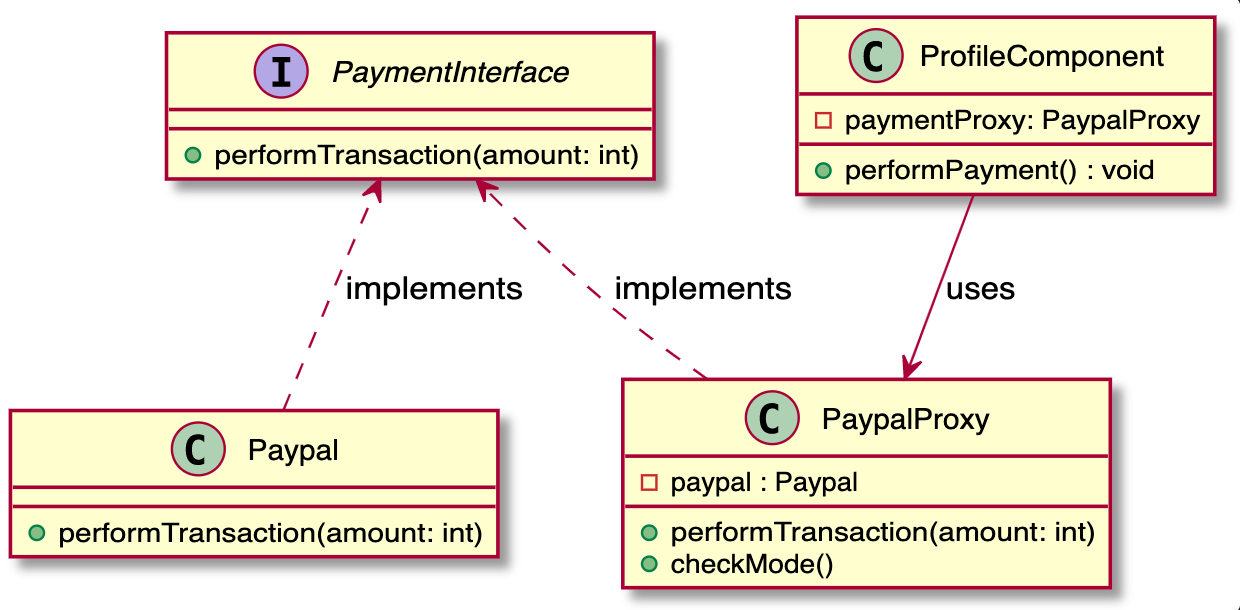 I PaymentInterface
performTransaction(amount: int)
C ProfileComponent
paymentProxy: PaypalProxy
performPayment() : void
implements
implements
uses
C Paypal
performTransaction(amount: int)
C PaypalProxy
paypal : Paypal
performTransaction(amount: int)
checkMode()